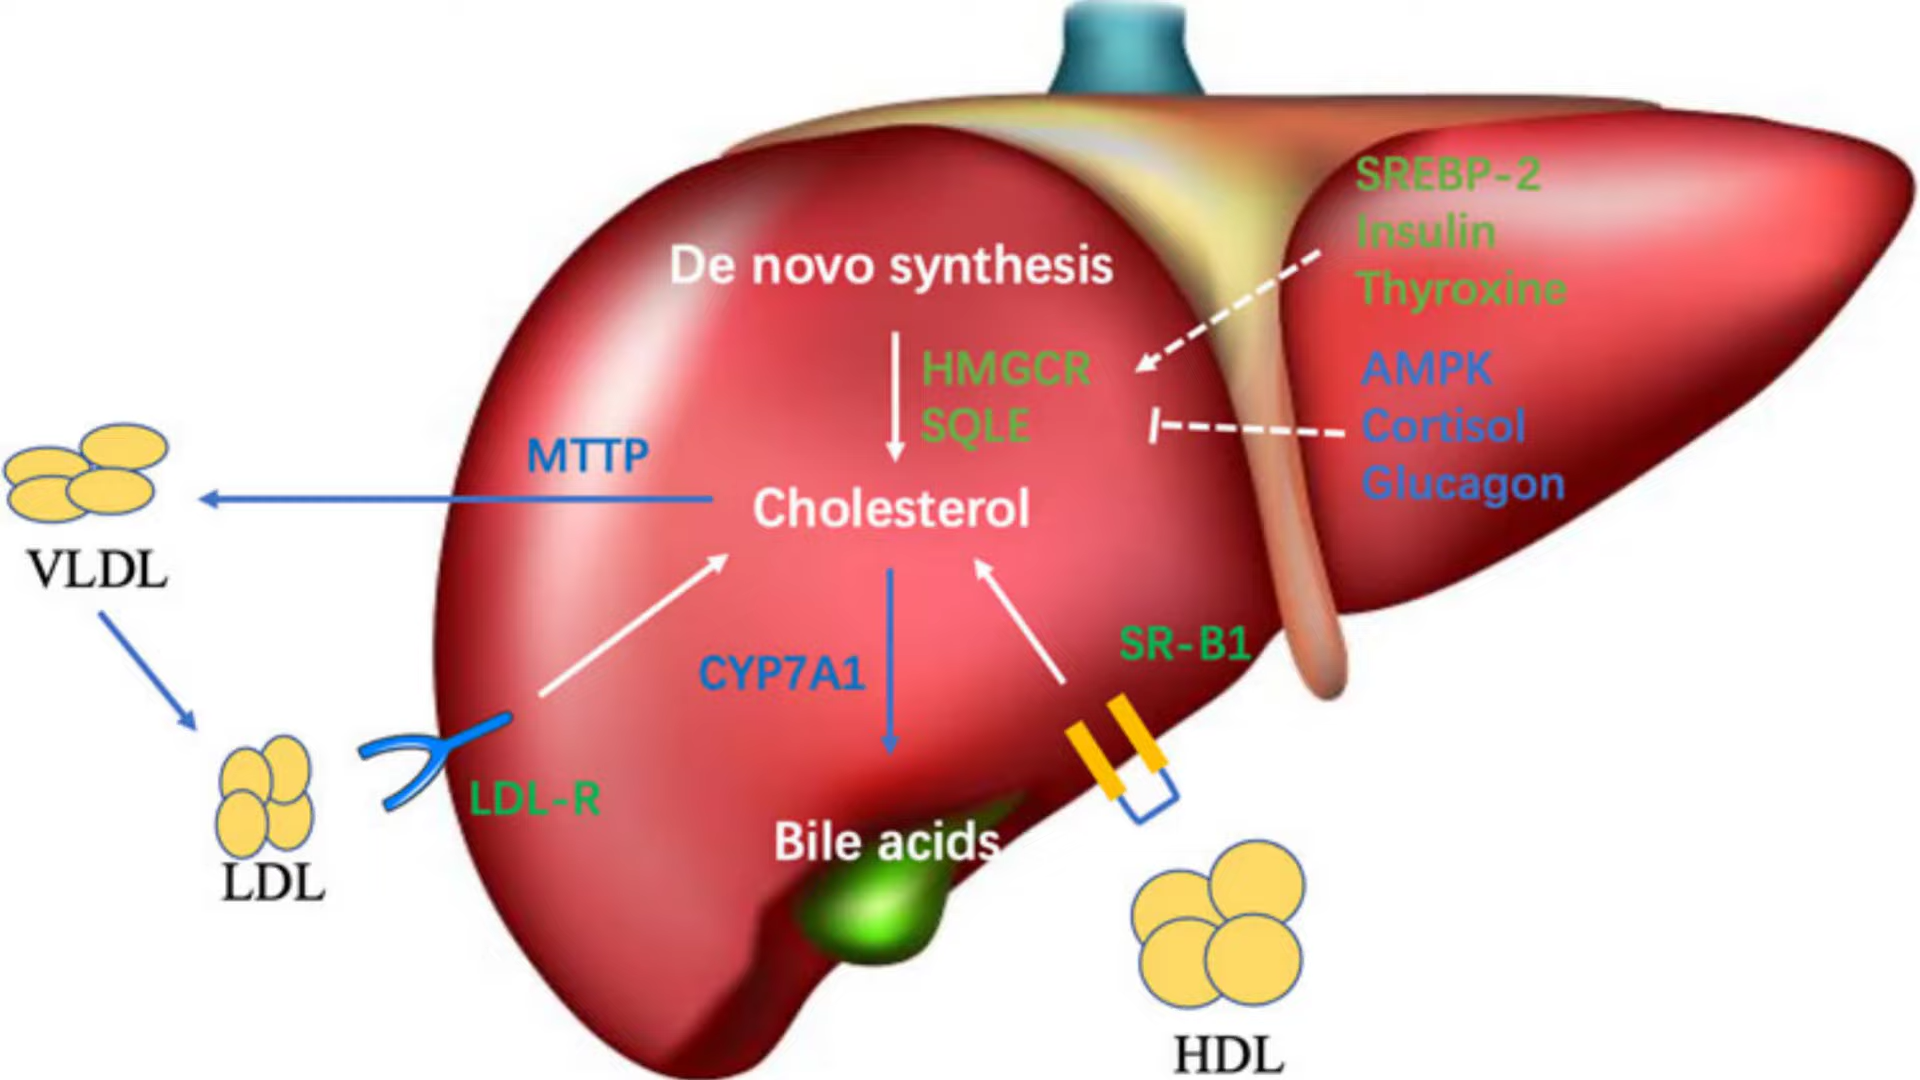 SREBP-2
Insulin
Thyroxine
De novo synthesis
HMGCR
SQLE
AMPK
Cortisol
Glucagon
MTTP
Cholesterol
VLDL
SR-B1
CYP7A1
LDL-R
LDL
Bile acids
HDL